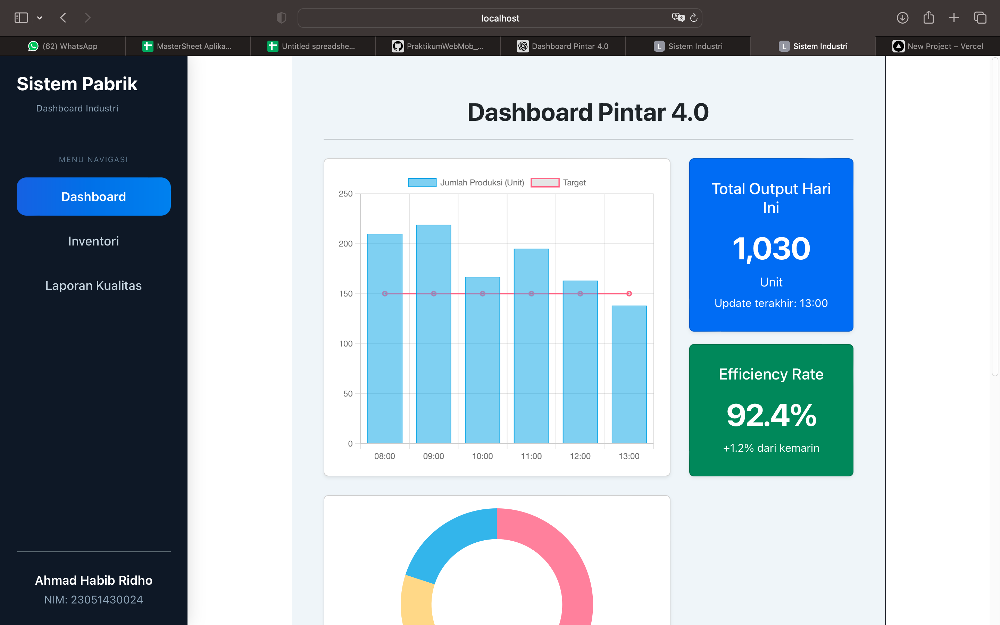 localhost
(62) WhatsApp
MasterSheet Aplika...
Untitled spreadshe...
PraktikumWebMob_...
Dashboard Pintar 4.0
L Sistem Industri
L Sistem Industri
New Project – Vercel
Sistem Pabrik
Dashboard Industri
MENU NAVIGASI
Dashboard
Inventori
Laporan Kualitas
Ahmad Habib Ridho
NIM: 23051430024
Dashboard Pintar 4.0
Jumlah Produksi (Unit) Target
250
200
150
100
50
0
08:00 09:00 10:00 11:00 12:00 13:00
Total Output Hari
Ini
1,030
Unit
Update terakhir: 13:00
Efficiency Rate
92.4%
+1.2% dari kemarin